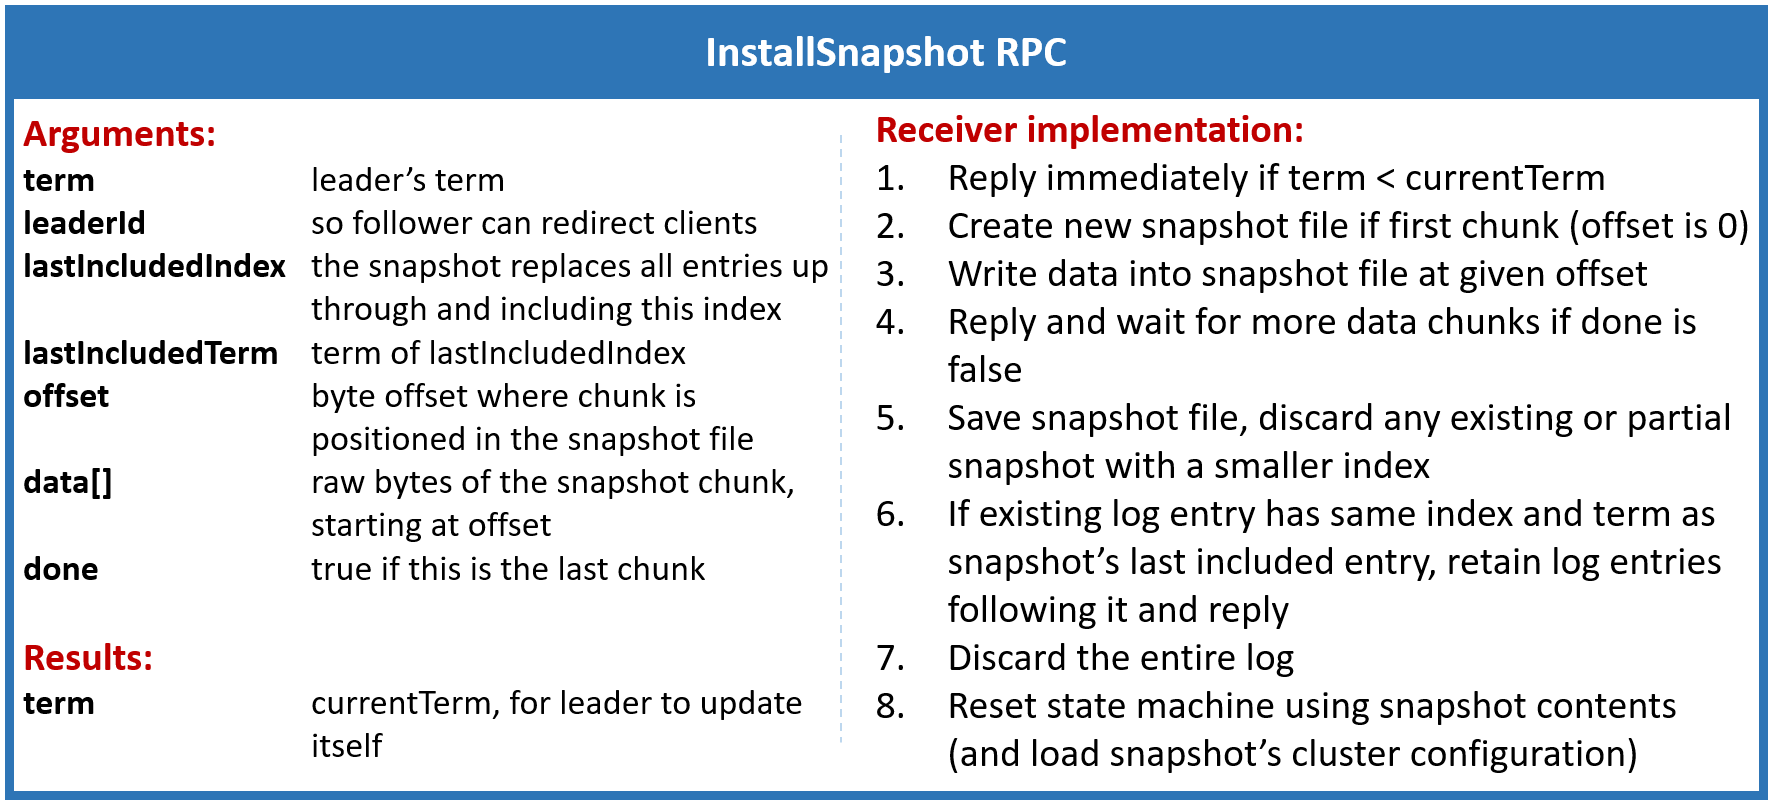 InstallSnapshot RPC
Arguments:
term leader’s term
leaderId so follower can redirect clients
lastIncludedIndex the snapshot replaces all entries up
through and including this index
lastIncludedTerm term of lastIncludedIndex
offset byte offset where chunk is
positioned in the snapshot file
data[] raw bytes of the snapshot chunk,
starting at offset
done true if this is the last chunk
Results:
term currentTerm, for leader to update
itself
Receiver implementation:
1. Reply immediately if term < currentTerm
2. Create new snapshot file if first chunk (offset is 0)
3. Write data into snapshot file at given offset
4. Reply and wait for more data chunks if done is
false
5. Save snapshot file, discard any existing or partial
snapshot with a smaller index
6. If existing log entry has same index and term as
snapshot’s last included entry, retain log entries
following it and reply
7. Discard the entire log
8. Reset state machine using snapshot contents
(and load snapshot’s cluster configuration)